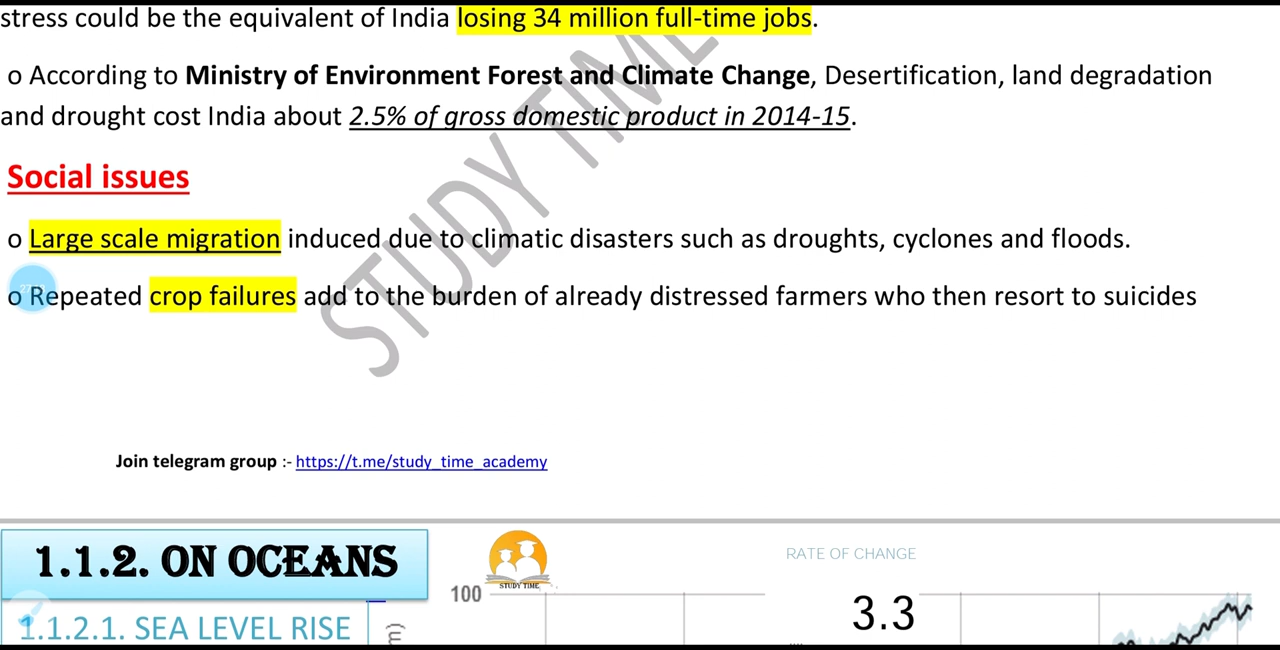 stress could be the equivalent of India losing 34 million full-time jobs.
o According to Ministry of Environment Forest and Climate Change, Desertification, land degradation
and drought cost India about 2.5% of gross domestic product in 2014-15.
Social issues
o Large scale migration induced due to climatic disasters such as droughts, cyclones and floods.
o Repeated crop failures add to the burden of already distressed farmers who then resort to suicides
STUDY TIME
Join telegram group :- https://t.me/study_time_academy
1.1.2. ON OCEANS
STUDY TIME
RATE OF CHANGE
100
3.3
1.1.2.1. SEA LEVEL RISE